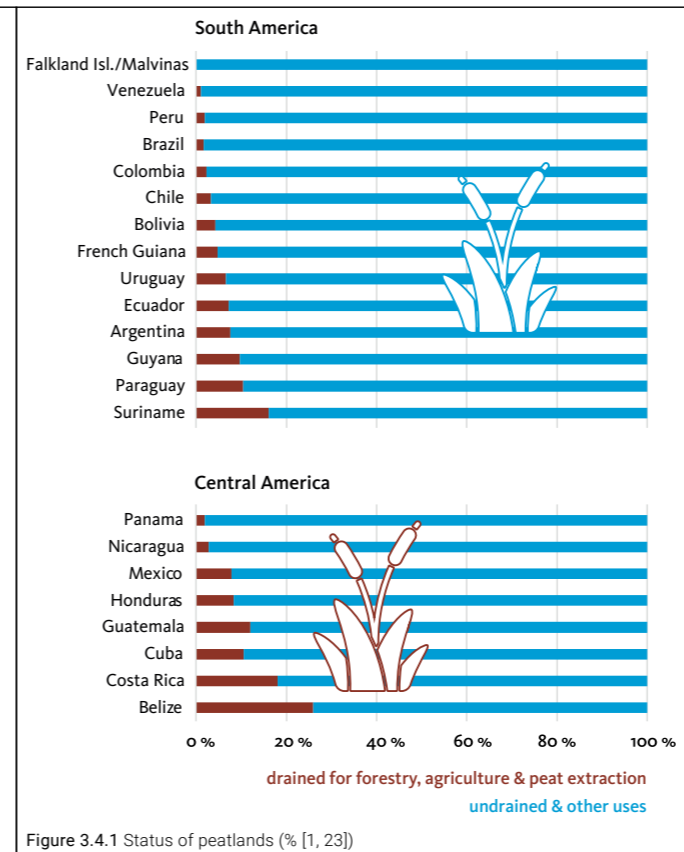 South America
Falkland Isl./Malvinas
Venezuela
Peru
Brazil
Colombia
Chile
Bolivia
French Guiana
Uruguay
Ecuador
Argentina
Guyana
Paraguay
Suriname
Central America
Panama
Nicaragua
Mexico
Honduras
Guatemala
Cuba
Costa Rica
Belize
0 % 20 % 40 % 60 % 80 % 100 %
drained for forestry, agriculture & peat extraction
undrained & other uses
Figure 3.4.1 Status of peatlands (% [1, 23])